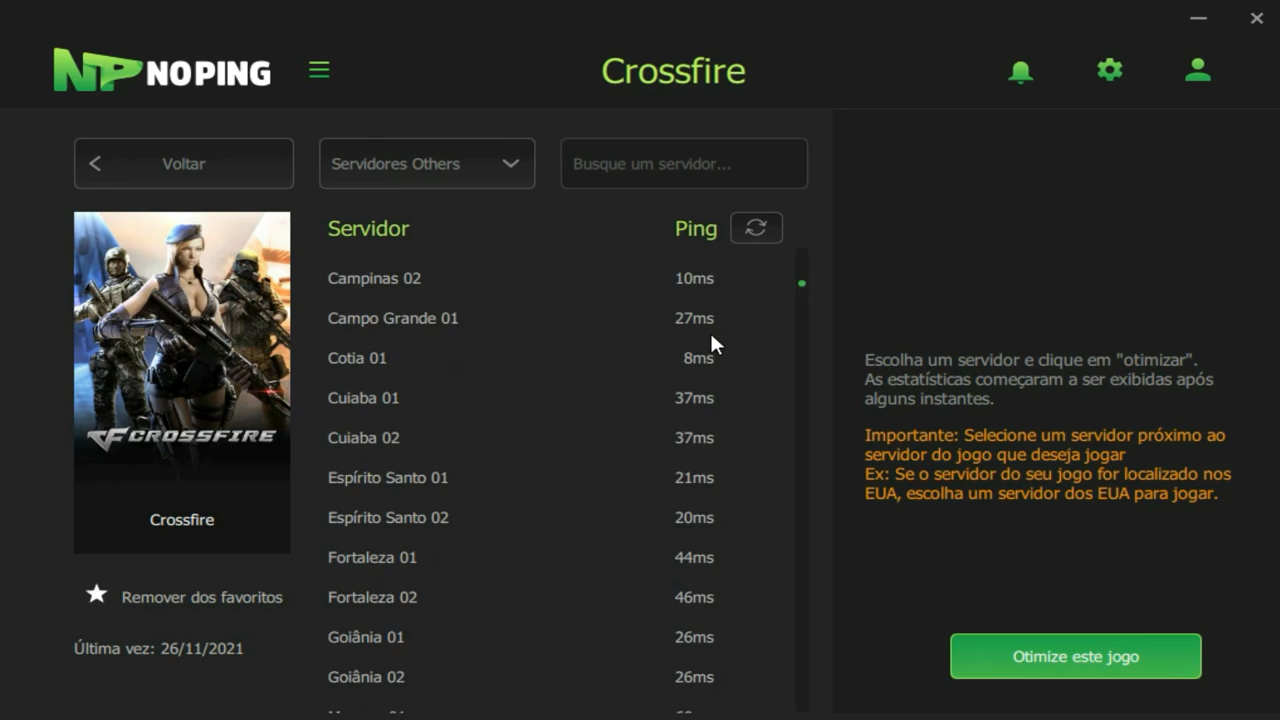 NP NOPING
Crossfire
Voltar
Servidores Others
Busque um servidor...
Servidor Ping
Campinas 02 10ms
Campo Grande 01 27ms
Cotia 01 8ms
Cuiaba 01 37ms
Cuiaba 02 37ms
Espírito Santo 01 21ms
Espírito Santo 02 20ms
Fortaleza 01 44ms
Fortaleza 02 46ms
Goiânia 01 26ms
Goiânia 02 26ms
CROSSFIRE
Crossfire
Remover dos favoritos
Última vez: 26/11/2021
Escolha um servidor e clique em "otimizar".
As estatísticas começaram a ser exibidas após
alguns instantes.
Importante: Selecione um servidor próximo ao
servidor do jogo que deseja jogar
Ex: Se o servidor do seu jogo for localizado nos
EUA, escolha um servidor dos EUA para jogar.
Otimize este jogo